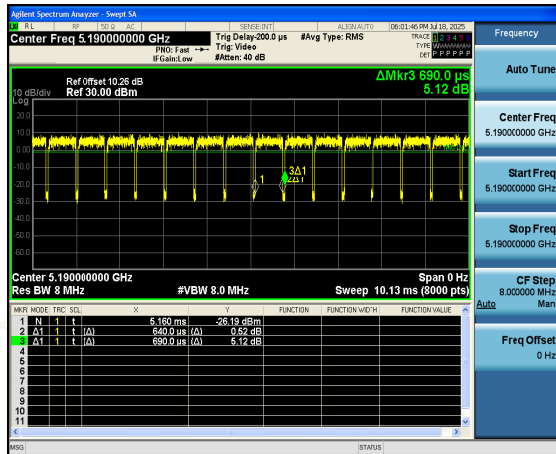 Agilent Spectrum Analyzer - Swept SA
RL RF 50 Ω AC SENSE:INT ALIGN AUTO 06:01:46 PM Jul 18, 2025
Center Freq 5.190000000 GHz
Trig Delay-200.0 µs #Avg Type: RMS
TRACE 1 2 3 4 5 6
PNO: Fast Trig: Video TYPE
IFGain:Low #Atten: 40 dB DET P P P P P P
Frequency
ΔMkr3 690.0 µs
5.12 dB
Ref Offset 10.26 dB
10 dB/div Ref 30.00 dBm
Log
20.0
10.0
0.00
-10.0
-20.0
-30.0
-40.0
-50.0
-60.0
1
3Δ1
2Δ1
Center 5.190000000 GHz Span 0 Hz
Res BW 8 MHz #VBW 8.0 MHz Sweep 10.13 ms (8000 pts)
MKR MODE TRC SCL X Y FUNCTION FUNCTION WIDTH FUNCTION VALUE
1 N 1 t 5.160 ms -26.19 dBm
2 Δ1 1 t (Δ) 640.0 µs (Δ) 0.52 dB
3 Δ1 1 t (Δ) 690.0 µs (Δ) 5.12 dB
4
5
6
7
8
9
10
11
MSG STATUS
Auto Tune
Center Freq
5.190000000 GHz
Start Freq
5.190000000 GHz
Stop Freq
5.190000000 GHz
CF Step
8.000000 MHz
Auto Man
Freq Offset
0 Hz